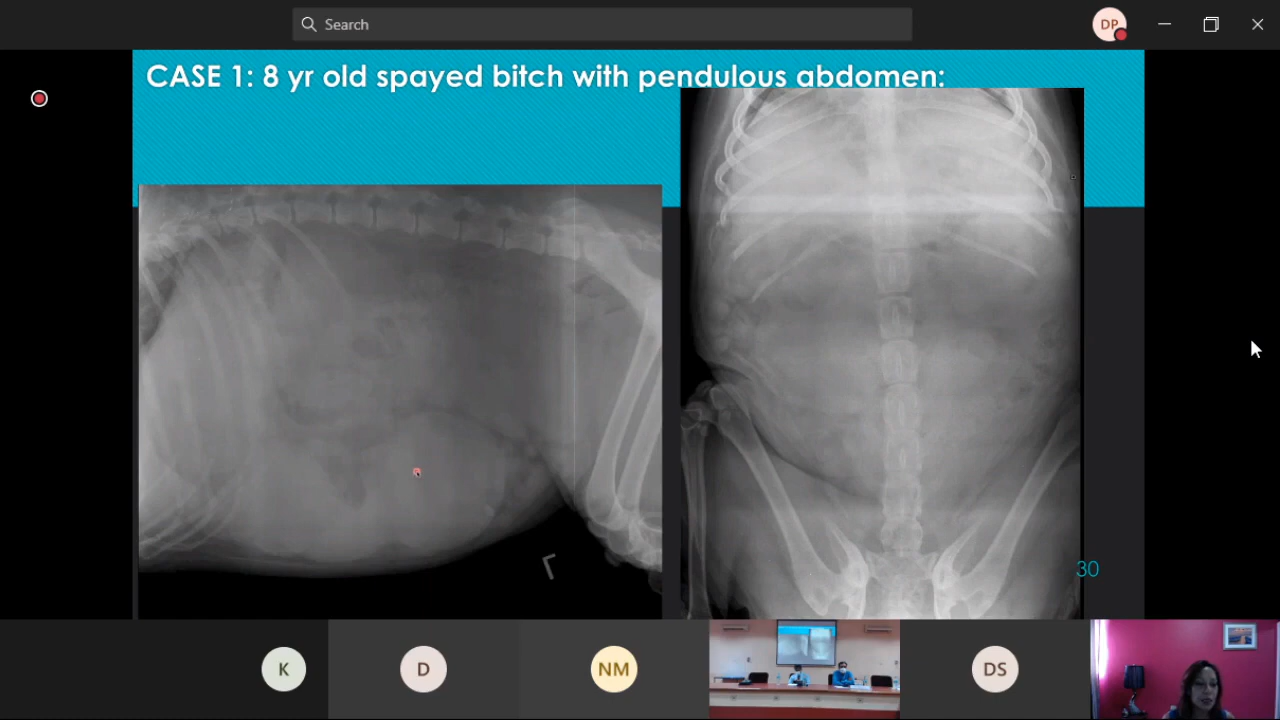 Search
DP
CASE 1: 8 yr old spayed bitch with pendulous abdomen:
L
30
K
D
NM
DS